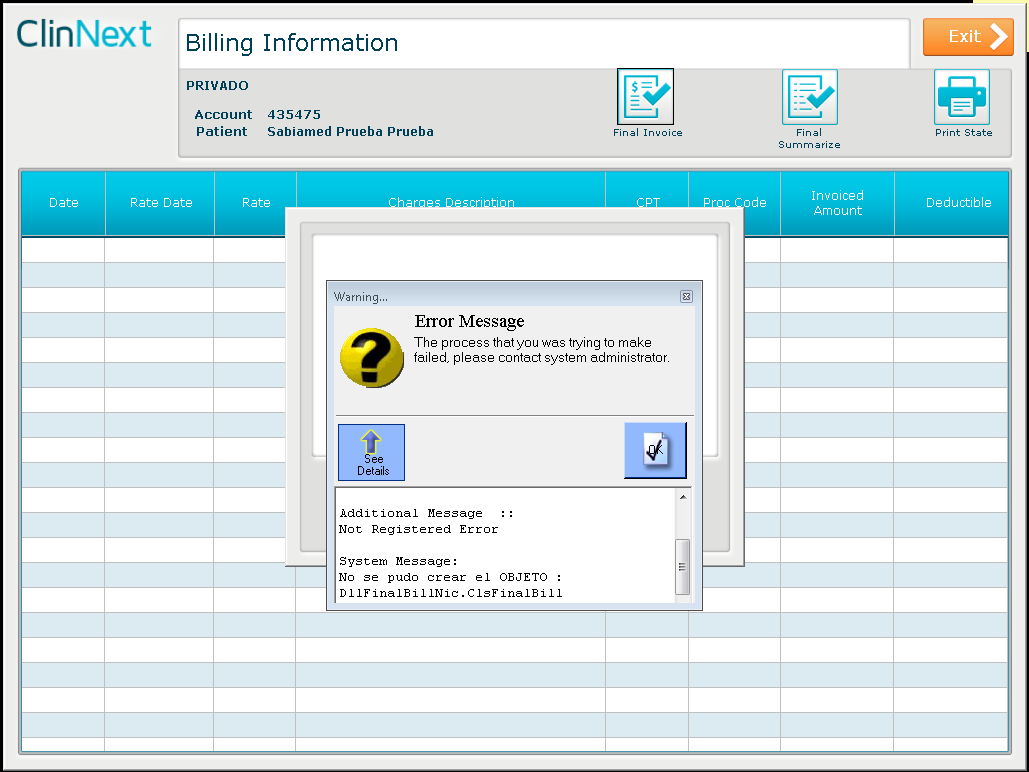 ClinNext
Billing Information
Exit
PRIVADO
Account 435475
Patient Sabiamed Prueba Prueba
Final Invoice
Final
Summarize
Print State
Date Rate Date Rate Charges Description CPT Proc Code Invoiced Amount Deductible
Warning...
Error Message
The process that you was trying to make
failed, please contact system administrator.
See
Details
OK
Additional Message ::
Not Registered Error
System Message:
No se pudo crear el OBJETO :
DllFinalBillNic.ClsFinalBill